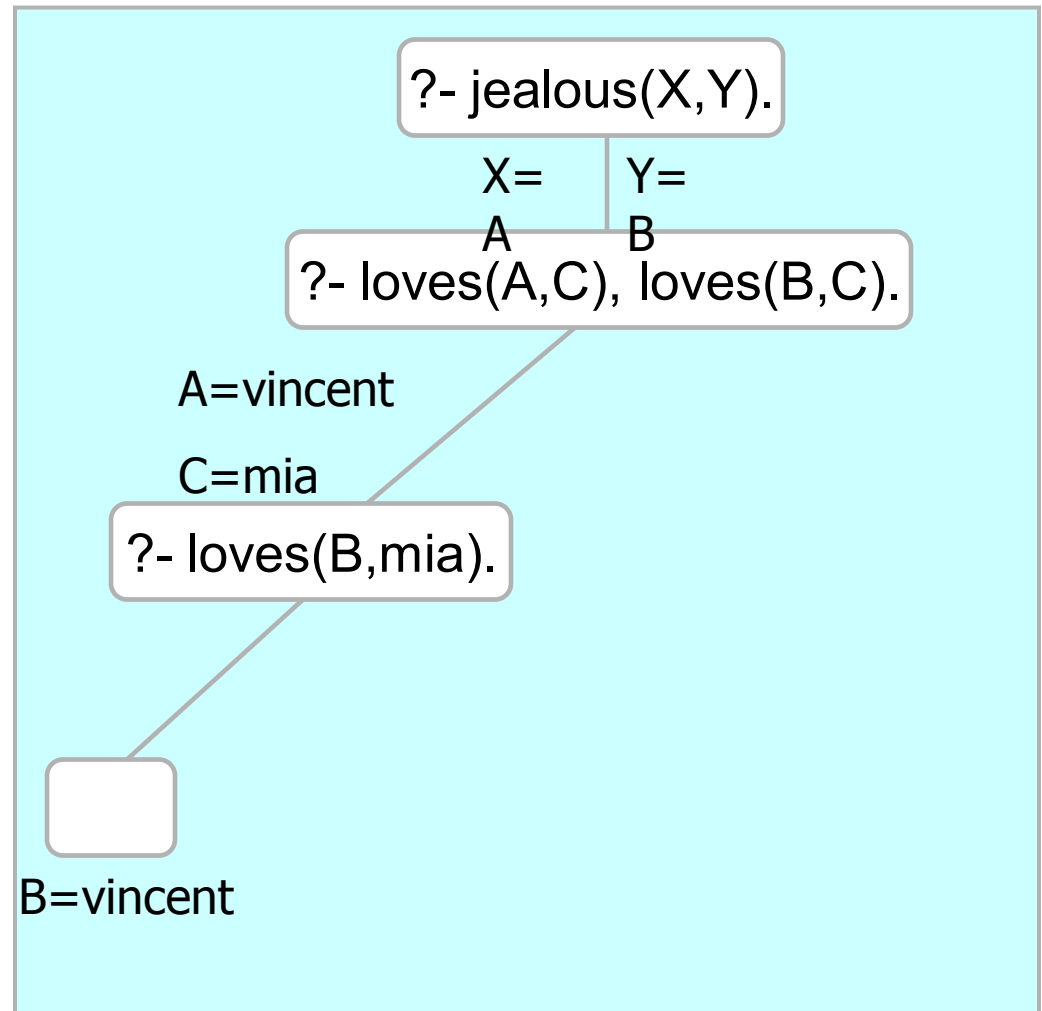 ?- jealous(X,Y).
X= Y=
A B
?- loves(A,C), loves(B,C).
A=vincent
C=mia
?- loves(B,mia).
B=vincent